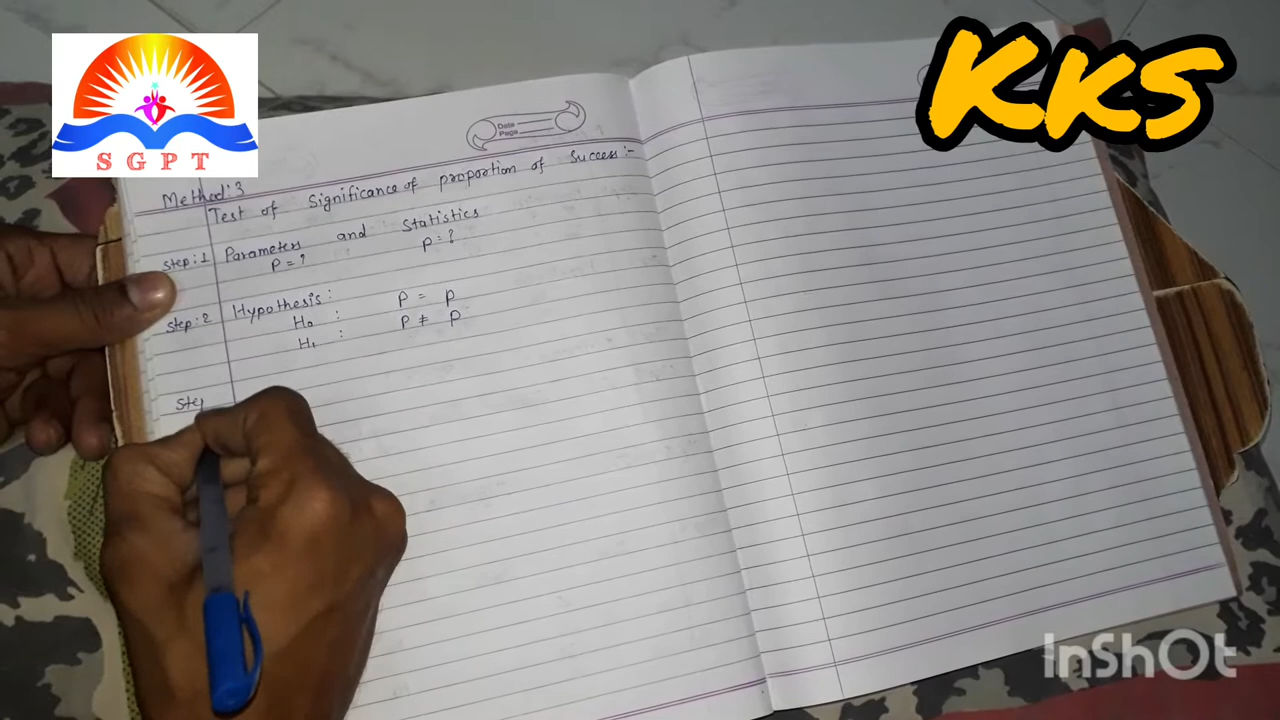 SGPT
KKS
Date
Page
Method:3
Test of Significance of proportion of Success:-
Step:1 Parameters and Statistics
P=? p=?
Step:2 Hypothesis:
H₀ : P = p
H₁ : P ≠ p
Step
InShOt